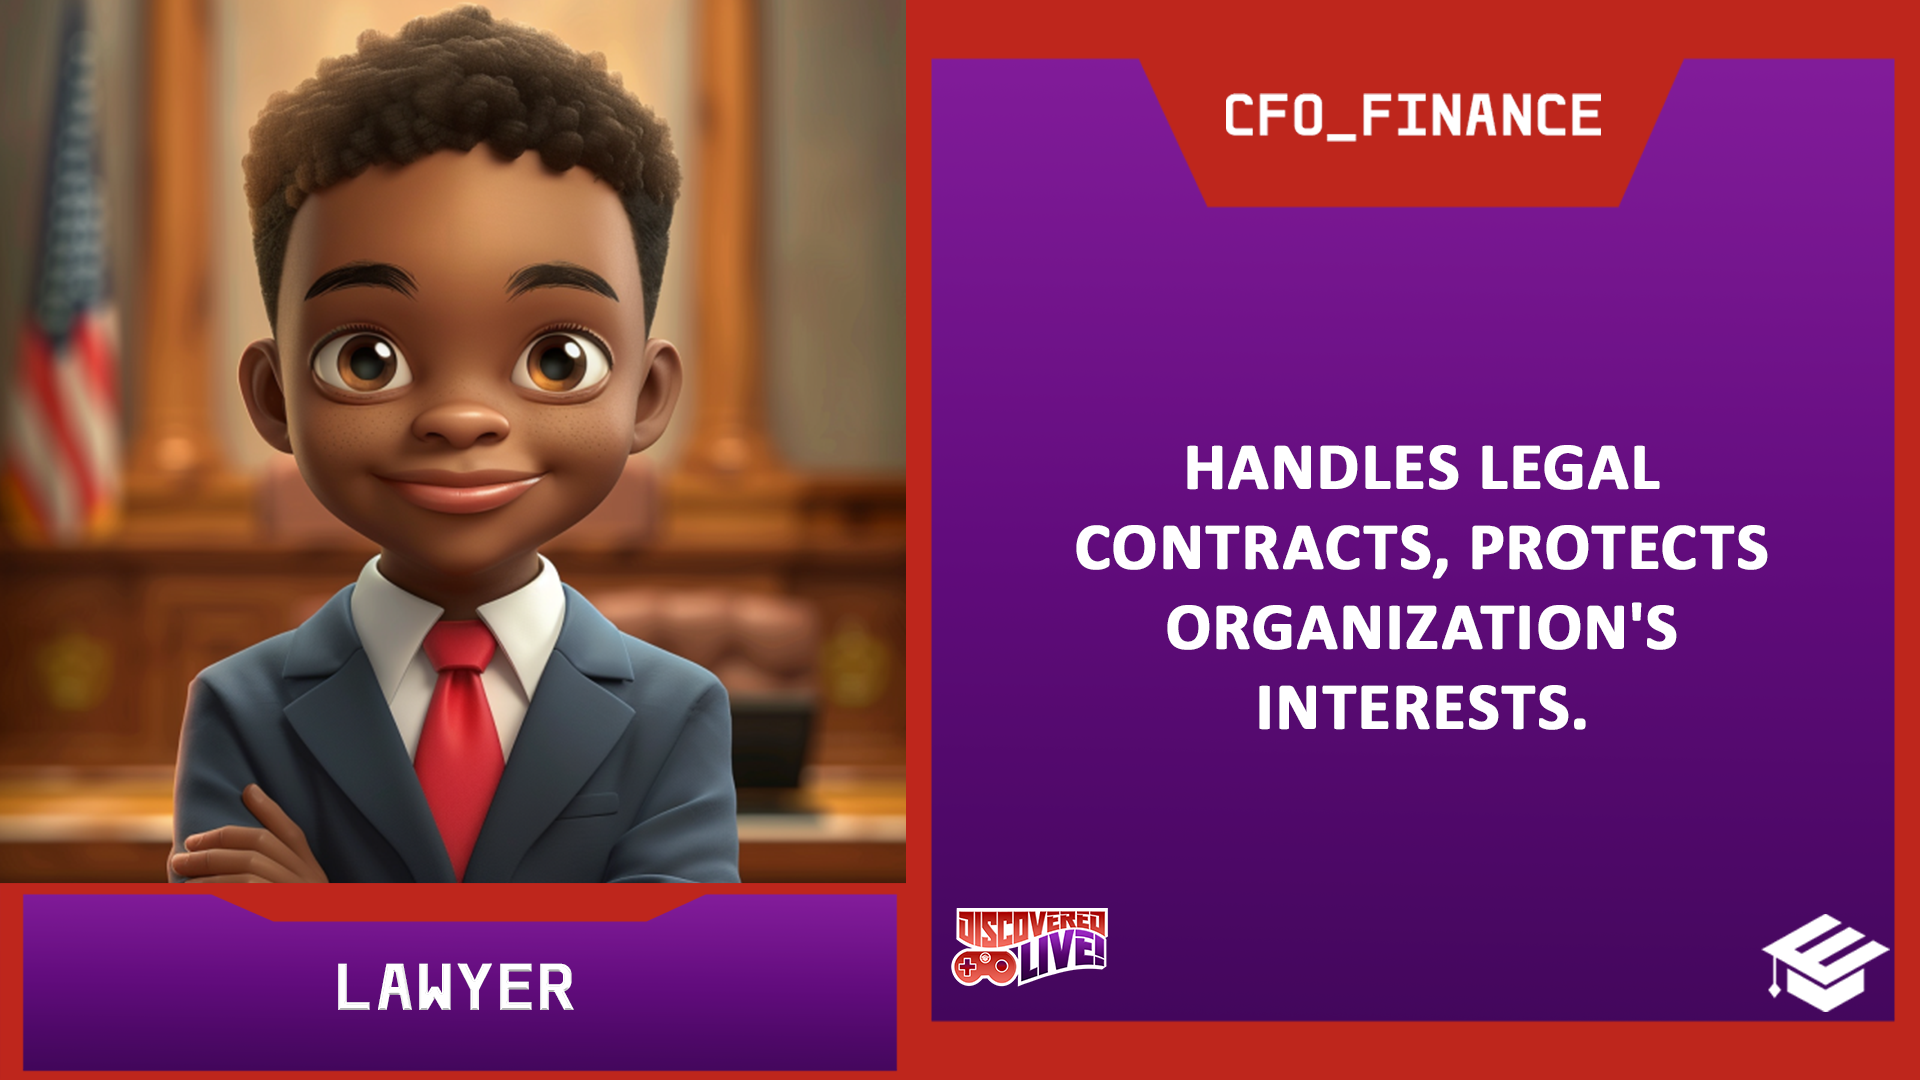 CFO_FINANCE
HANDLES LEGAL
CONTRACTS, PROTECTS
ORGANIZATION'S
INTERESTS.
LAWYER
DISCOVERED
LIVE!